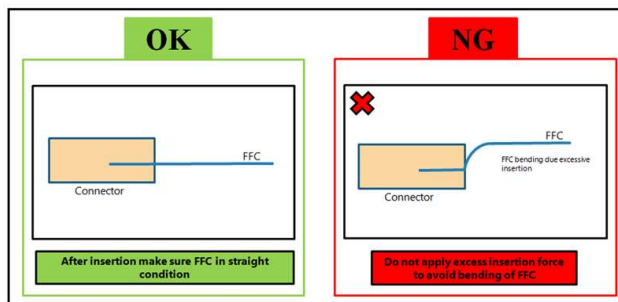 OK
FFC
Connector
After insertion make sure FFC in straight
condition
NG
FFC
FFC bending due excessive
insertion
Connector
Do not apply excess insertion force
to avoid bending of FFC